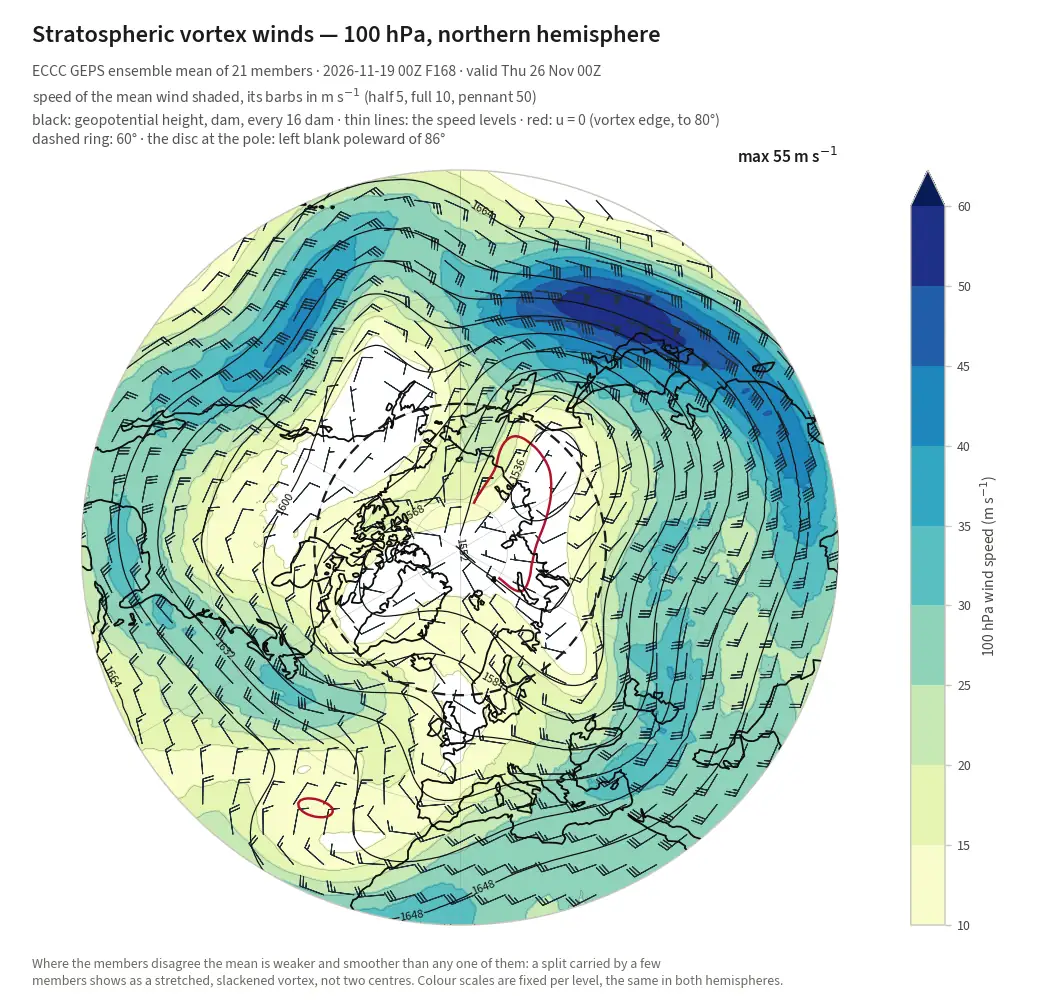 Stratospheric vortex winds — 100 hPa, northern hemisphere
ECCC GEPS ensemble mean of 21 members · 2026-11-19 00Z F168 · valid Thu 26 Nov 00Z
speed of the mean wind shaded, its barbs in m s⁻¹ (half 5, full 10, pennant 50)
black: geopotential height, dam, every 16 dam · thin lines: the speed levels · red: u = 0 (vortex edge, to 80°)
dashed ring: 60° · the disc at the pole: left blank poleward of 86°
max 55 m s⁻¹
1664
1616
1536
1600
1568
1632
1664
1648
1648
60
50
45
40
35
30
25
20
15
10
100 hPa wind speed (m s⁻¹)
Where the members disagree the mean is weaker and smoother than any one of them: a split carried by a few
members shows as a stretched, slackened vortex, not two centres. Colour scales are fixed per level, the same in both hemispheres.